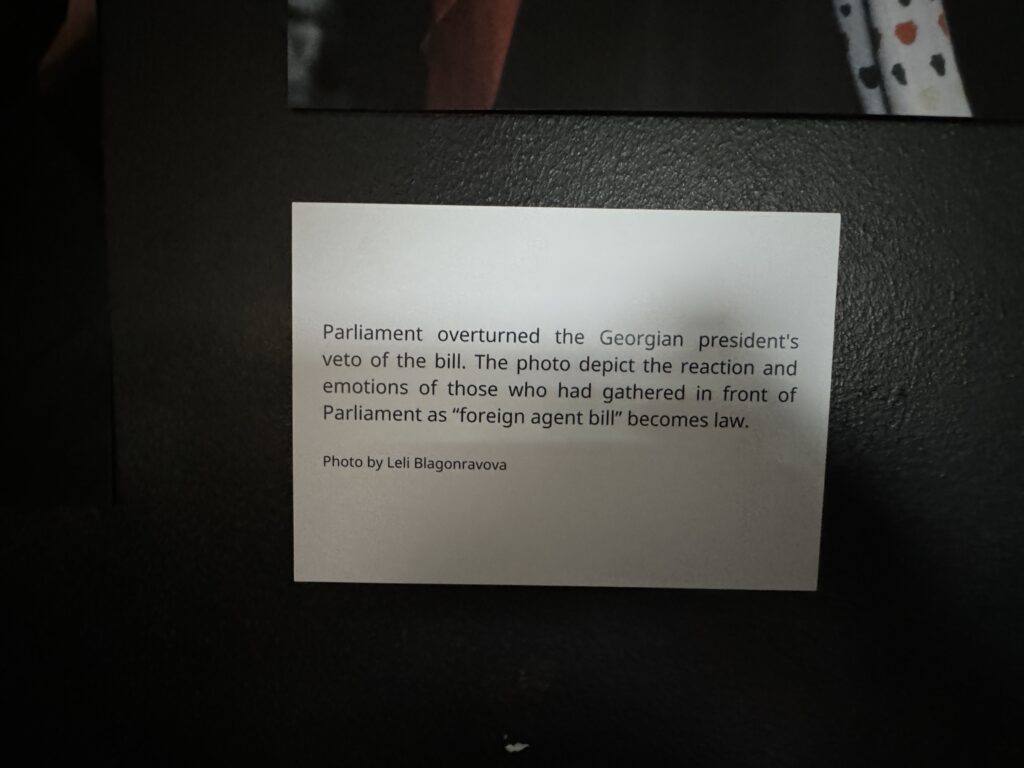 Parliament overturned the Georgian president's
veto of the bill. The photo depict the reaction and
emotions of those who had gathered in front of
Parliament as “foreign agent bill” becomes law.
Photo by Leli Blagonravova